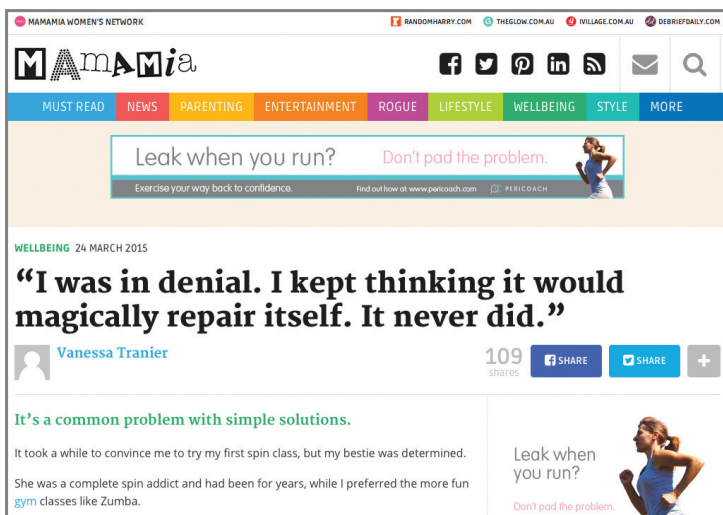 MAMAMIA WOMEN'S NETWORK
RANDOMHARRY.COM THEGLOW.COM.AU IVILLAGE.COM.AU DEBRIEFDAILY.COM
MAMAMiA
MUST READ NEWS PARENTING ENTERTAINMENT ROGUE LIFESTYLE WELLBEING STYLE MORE
Leak when you run? Don't pad the problem.
Exercise your way back to confidence. Find out how at www.pericoach.com PERICOACH
WELLBEING 24 MARCH 2015
“I was in denial. I kept thinking it would
magically repair itself. It never did.”
Vanessa Tranier
109
shares
SHARE
SHARE
It's a common problem with simple solutions.
It took a while to convince me to try my first spin class, but my bestie was determined.
She was a complete spin addict and had been for years, while I preferred the more fun
gym classes like Zumba.
Leak when
you run?
Don't pad the problem.